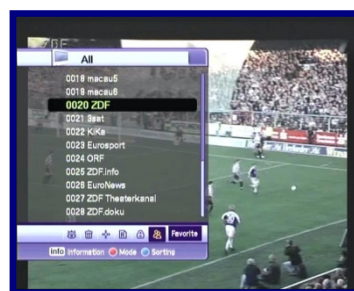 ZDF
All
0018 macau5
0019 macau6
0020 ZDF
0021 3sat
0022 KiKa
0023 Eurosport
0024 ORF
0025 ZDF.info
0026 EuroNews
0027 ZDF Theaterkanal
0028 ZDF.doku
Favorite
Info Information Mode Sorting